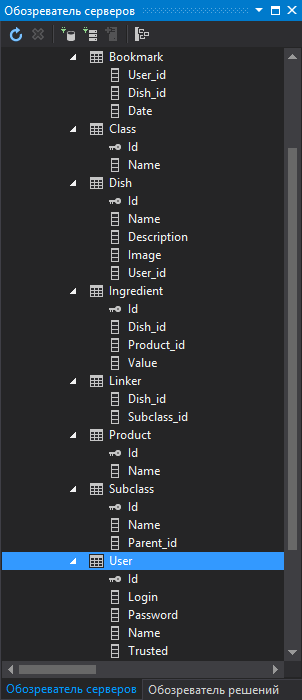 Обозреватель серверов
Bookmark
User_id
Dish_id
Date
Class
Id
Name
Dish
Id
Name
Description
Image
User_id
Ingredient
Id
Dish_id
Product_id
Value
Linker
Dish_id
Subclass_id
Product
Id
Name
Subclass
Id
Name
Parent_id
User
Id
Login
Password
Name
Trusted
Обозреватель серверов Обозреватель решений